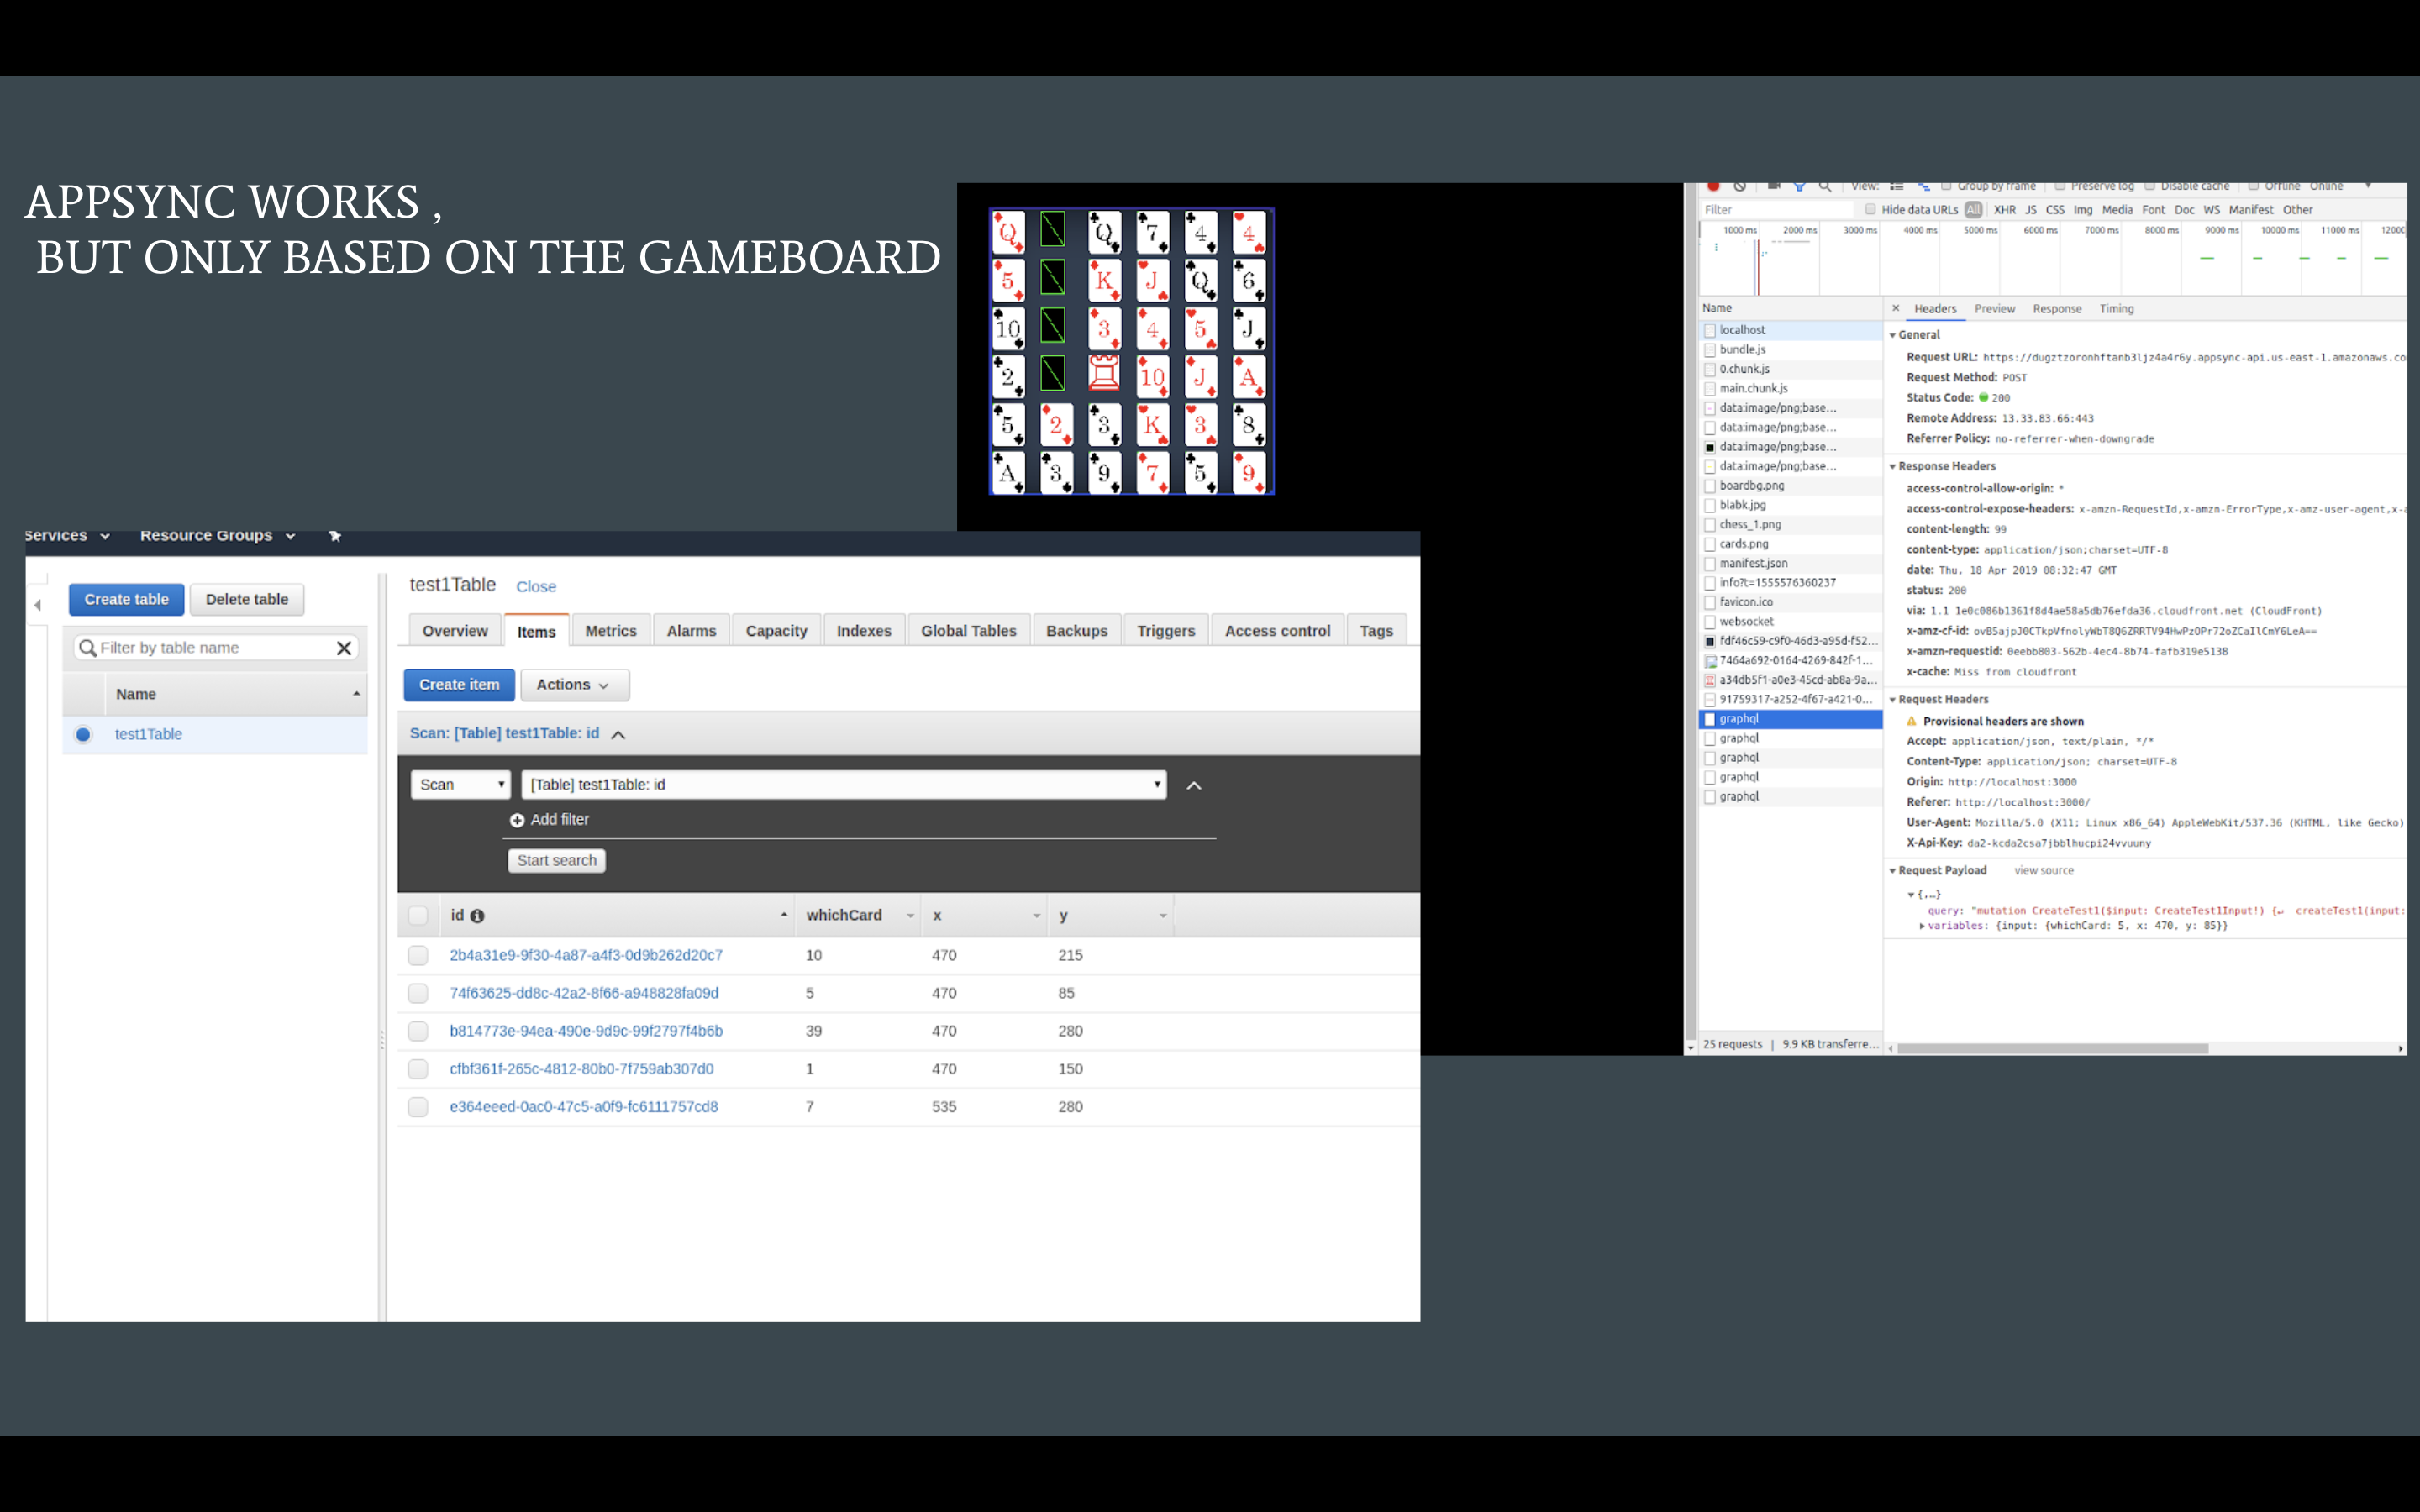 APPSYNC WORKS ,
BUT ONLY BASED ON THE GAMEBOARD
Q Q 7 4 4
5 K J Q 6
10 3 4 5 J
2 10 J A
5 2 3 K 3 8
A 3 9 7 5 9
View: Group by frame Preserve log Disable cache Offline Online
Filter Hide data URLs All XHR JS CSS Img Media Font Doc WS Manifest Other
1000 ms 2000 ms 3000 ms 4000 ms 5000 ms 6000 ms 7000 ms 8000 ms 9000 ms 10000 ms 11000 ms
Name
localhost
bundle.js
0.chunk.js
main.chunk.js
data:image/png;base...
data:image/png;base...
data:image/png;base...
data:image/png;base...
boardbg.png
blabk.jpg
chess_1.png
cards.png
manifest.json
info?t=1555576360237
favicon.ico
websocket
fdf46c59-c9f0-46d3-a95d-f52...
7464a692-0164-4269-842f-1...
a34db5f1-a0e3-45cd-ab8a-9a...
91759317-a252-4f67-a421-0...
graphql
graphql
graphql
graphql
graphql
25 requests | 9.9 KB transferre...
× Headers Preview Response Timing
General
Request URL: https://dugztzoronhftanb3ljz4a4r6y.appsync-api.us-east-1.amazonaws.co
Request Method: POST
Status Code: 200
Remote Address: 13.33.83.66:443
Referrer Policy: no-referrer-when-downgrade
Response Headers
access-control-allow-origin: *
access-control-expose-headers: x-amzn-RequestId,x-amzn-ErrorType,x-amz-user-agent,x-
content-length: 99
content-type: application/json;charset=UTF-8
date: Thu, 18 Apr 2019 08:32:47 GMT
status: 200
via: 1.1 1e0c086b1361f8d4ae58a5db76efda36.cloudfront.net (CloudFront)
x-amz-cf-id: ovB5ajpJ0CTkpVfnolyWbT8Q6ZRRTV94HwPzOPr72oZCaIlCmY6LeA==
x-amzn-requestid: 0eebb803-562b-4ec4-8b74-fafb319e5138
x-cache: Miss from cloudfront
Request Headers
Provisional headers are shown
Accept: application/json, text/plain, */*
Content-Type: application/json; charset=UTF-8
Origin: http://localhost:3000
Referer: http://localhost:3000/
User-Agent: Mozilla/5.0 (X11; Linux x86_64) AppleWebKit/537.36 (KHTML, like Gecko)
X-Api-Key: da2-kcda2csa7jbblhucpi24vvuuny
Request Payload view source
{,…}
query: "mutation CreateTest1($input: CreateTest1Input!) {↵ createTest1(input:
variables: {input: {whichCard: 5, x: 470, y: 85}}
Services Resource Groups
Create table Delete table
Filter by table name
Name
test1Table
test1Table Close
Overview Items Metrics Alarms Capacity Indexes Global Tables Backups Triggers Access control Tags
Create item Actions
Scan: [Table] test1Table: id
Scan [Table] test1Table: id
Add filter
Start search
id whichCard x y
2b4a31e9-9f30-4a87-a4f3-0d9b262d20c7 10 470 215
74f63625-dd8c-42a2-8f66-a948828fa09d 5 470 85
b814773e-94ea-490e-9d9c-99f2797f4b6b 39 470 280
cfbf361f-265c-4812-80b0-7f759ab307d0 1 470 150
e364eeed-0ac0-47c5-a0f9-fc6111757cd8 7 535 280